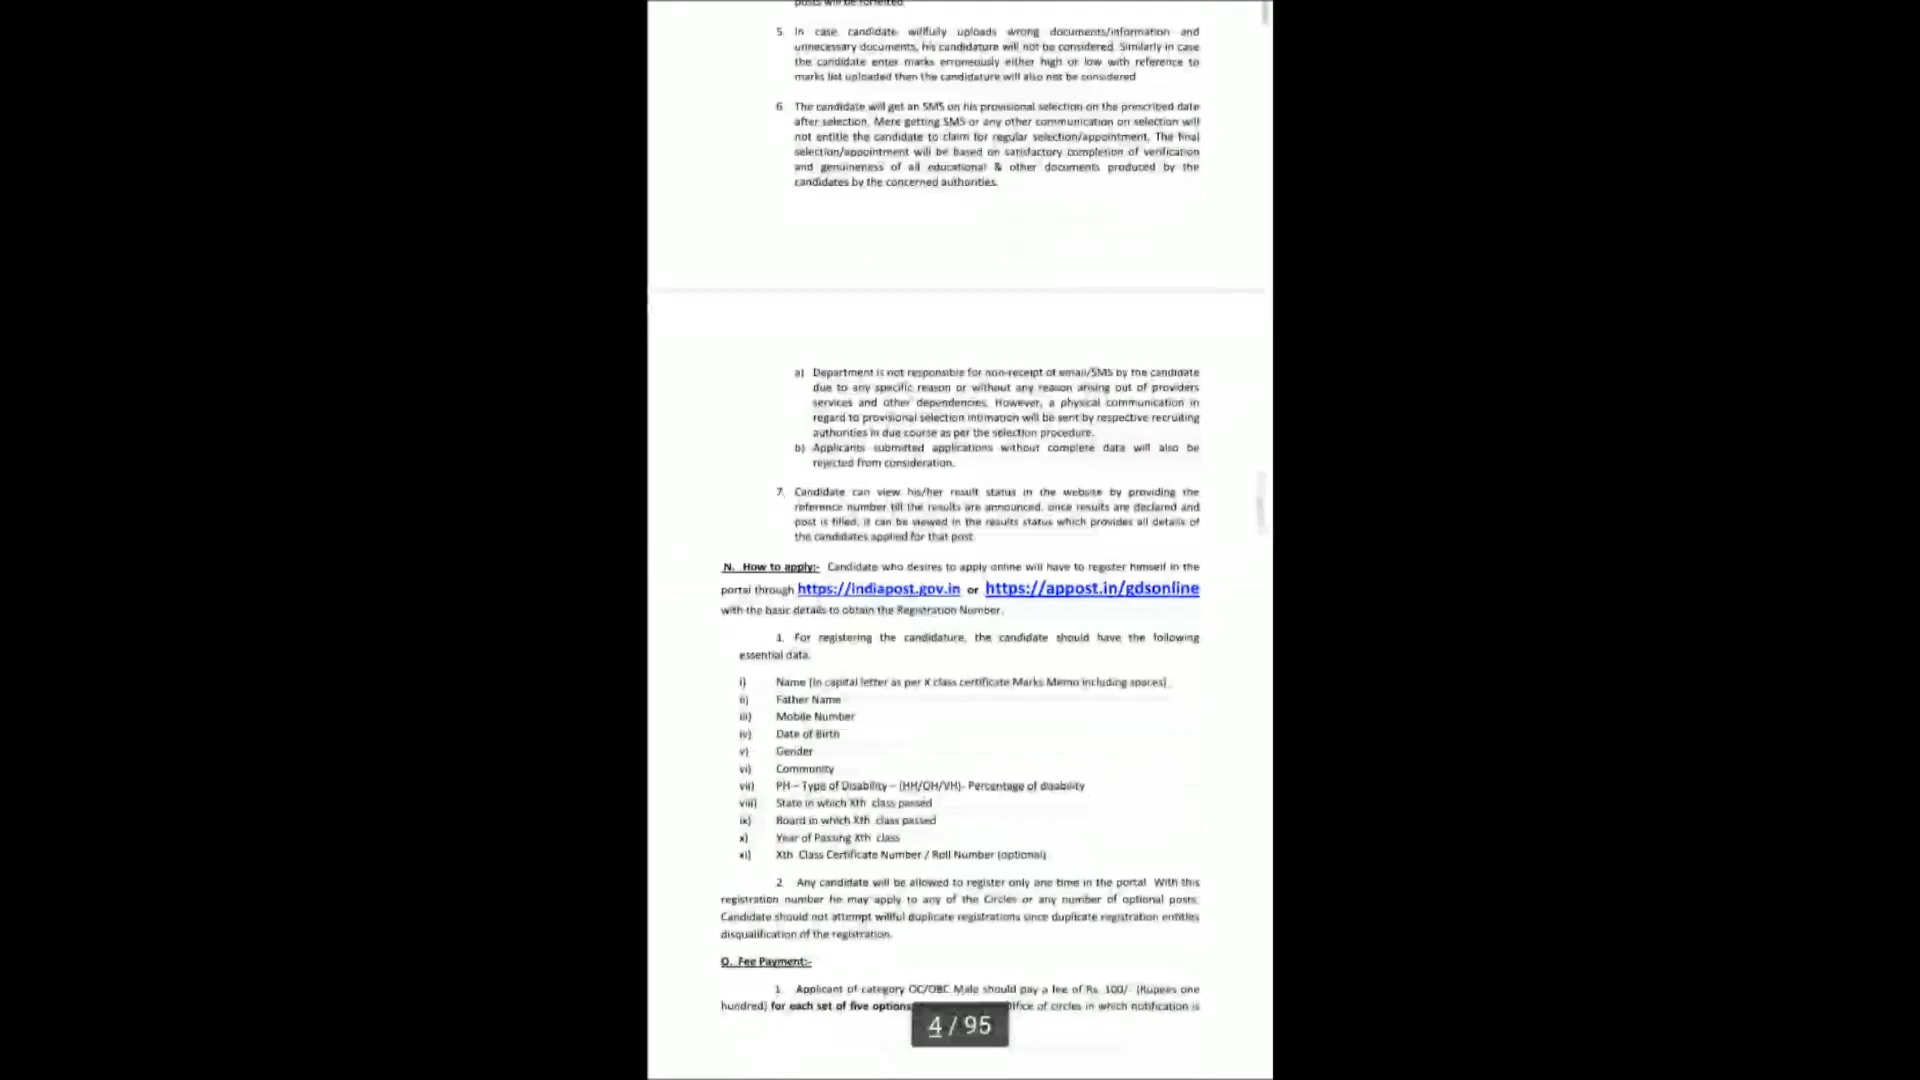 posts will be forfeited.
5. In case candidate willfully uploads wrong documents/information and
unnecessary documents, his candidature will not be considered. Similarly in case
the candidate enter marks erroneously either high or low with reference to
marks list uploaded then the candidature will also not be considered
6. The candidate will get an SMS on his provisional selection on the prescribed date
after selection. Mere getting SMS or any other communication on selection will
not entitle the candidate to claim for regular selection/appointment. The final
selection/appointment will be based on satisfactory completion of verification
and genuineness of all educational & other documents produced by the
candidates by the concerned authorities.
a) Department is not responsible for non-receipt of email/SMS by the candidate
due to any specific reason or without any reason arising out of providers
services and other dependencies. However, a physical communication in
regard to provisional selection intimation will be sent by respective recruiting
authorities in due course as per the selection procedure.
b) Applicants submitted applications without complete data will also be
rejected from consideration.
7. Candidate can view his/her result status in the website by providing the
reference number till the results are announced. once results are declared and
post is filled, it can be viewed in the results status which provides all details of
the candidates applied for that post.
N. How to apply:- Candidate who desires to apply online will have to register himself in the
portal through https://indiapost.gov.in or https://appost.in/gdsonline
with the basic details to obtain the Registration Number.
1. For registering the candidature, the candidate should have the following
essential data.
i) Name (In capital letter as per X class certificate Marks Memo including spaces)
ii) Father Name
iii) Mobile Number
iv) Date of Birth
v) Gender
vi) Community
vii) PH – Type of Disability – (HH/OH/VH)- Percentage of disability
viii) State in which Xth class passed
ix) Board in which Xth class passed
x) Year of Passing Xth class
xi) Xth Class Certificate Number / Roll Number (optional)
2. Any candidate will be allowed to register only one time in the portal. With this
registration number he may apply to any of the Circles or any number of optional posts.
Candidate should not attempt willful duplicate registrations since duplicate registration entitles
disqualification of the registration.
O. Fee Payment:-
1. Applicant of category OC/OBC Male should pay a fee of Rs. 100/- (Rupees one
hundred) for each set of five options of circles in which notification is
4 / 95